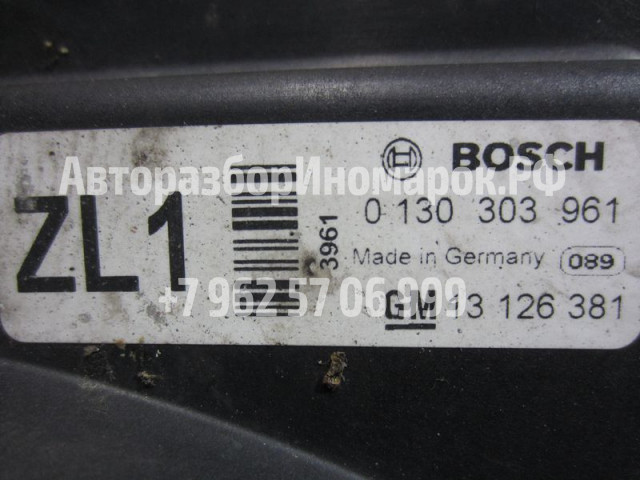 BOSCH
АвторазборИномарок.РФ
ZL1
3961
0 130 303 961
Made in Germany 089
+7 962 57 06 999
GM 13 126 381